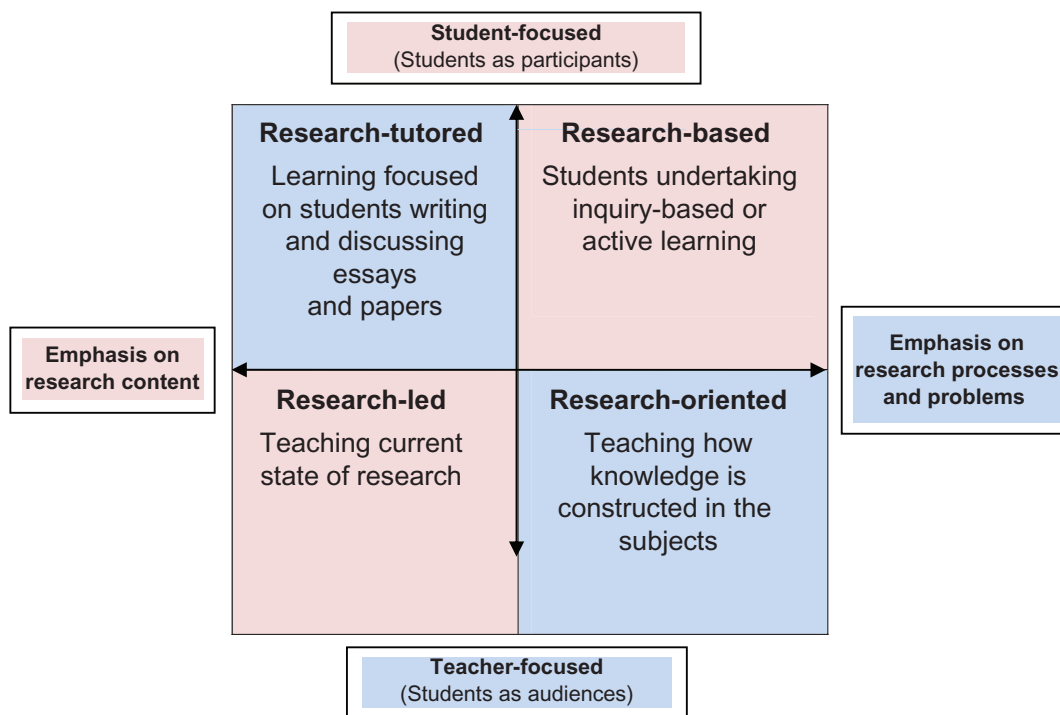 Student-focused
(Students as participants)
Research-tutored
Learning focused
on students writing
and discussing
essays
and papers
Research-based
Students undertaking
inquiry-based or
active learning
Emphasis on
research content
Emphasis on
research processes
and problems
Research-led
Teaching current
state of research
Research-oriented
Teaching how
knowledge is
constructed in the
subjects
Teacher-focused
(Students as audiences)